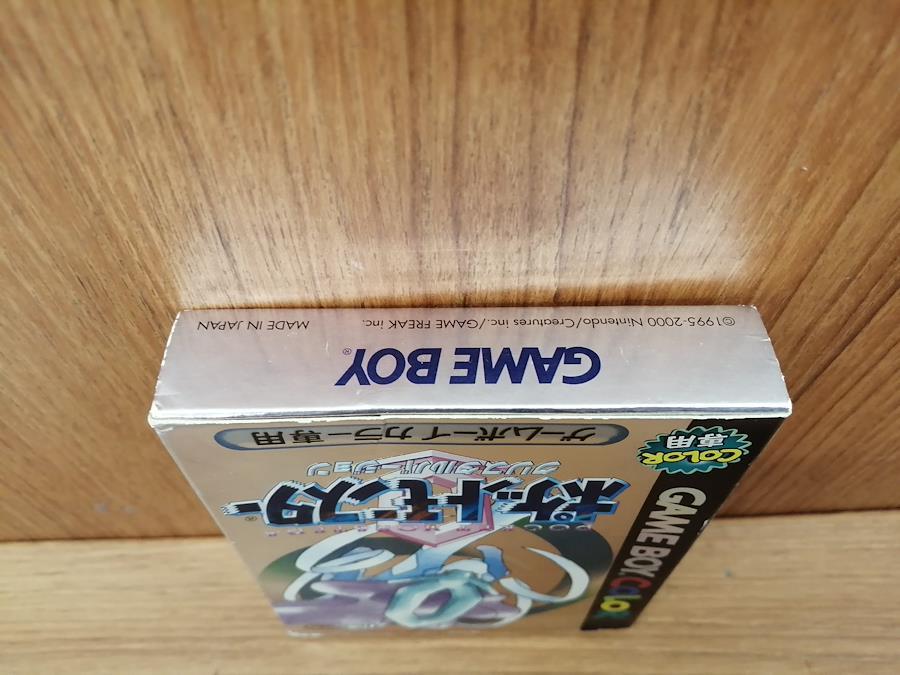 ©1995-2000 Nintendo/Creatures inc./GAME FREAK inc. MADE IN JAPAN
GAME BOY®
ゲームボーイカラー専用
COLOR
専用
GAME BOY COLOR
ポケットモンスター®
クリスタルバージョン